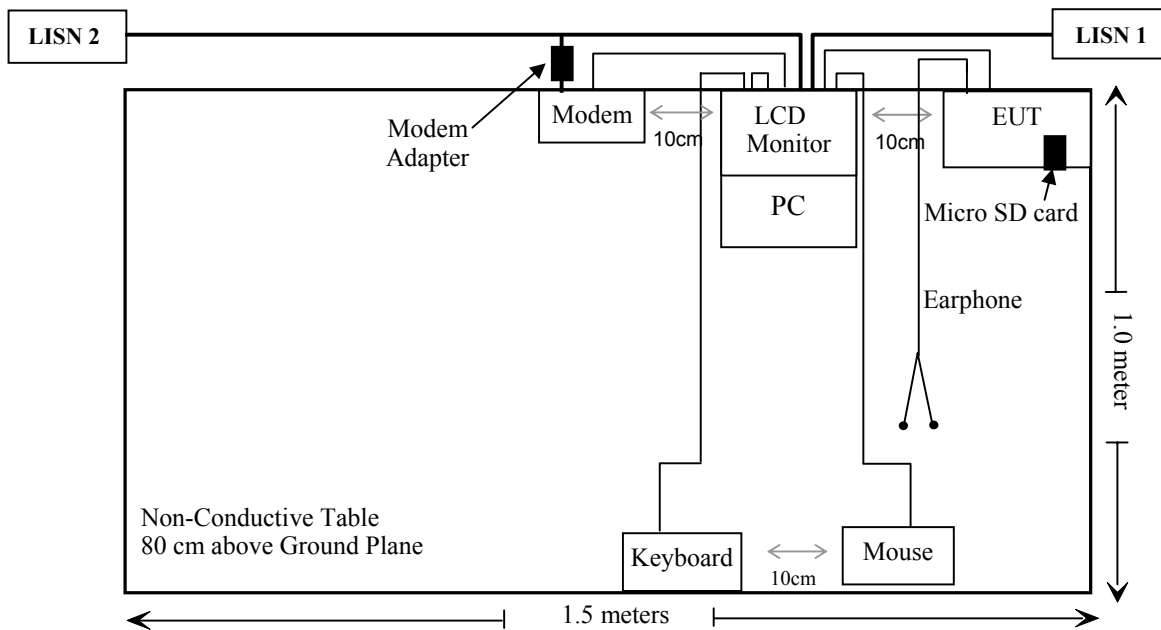 LISN 2
LISN 1
Modem
Adapter
Modem
10cm
LCD
Monitor
10cm
EUT
PC
Micro SD card
Earphone
1.0 meter
Non-Conductive Table
80 cm above Ground Plane
Keyboard
10cm
Mouse
1.5 meters